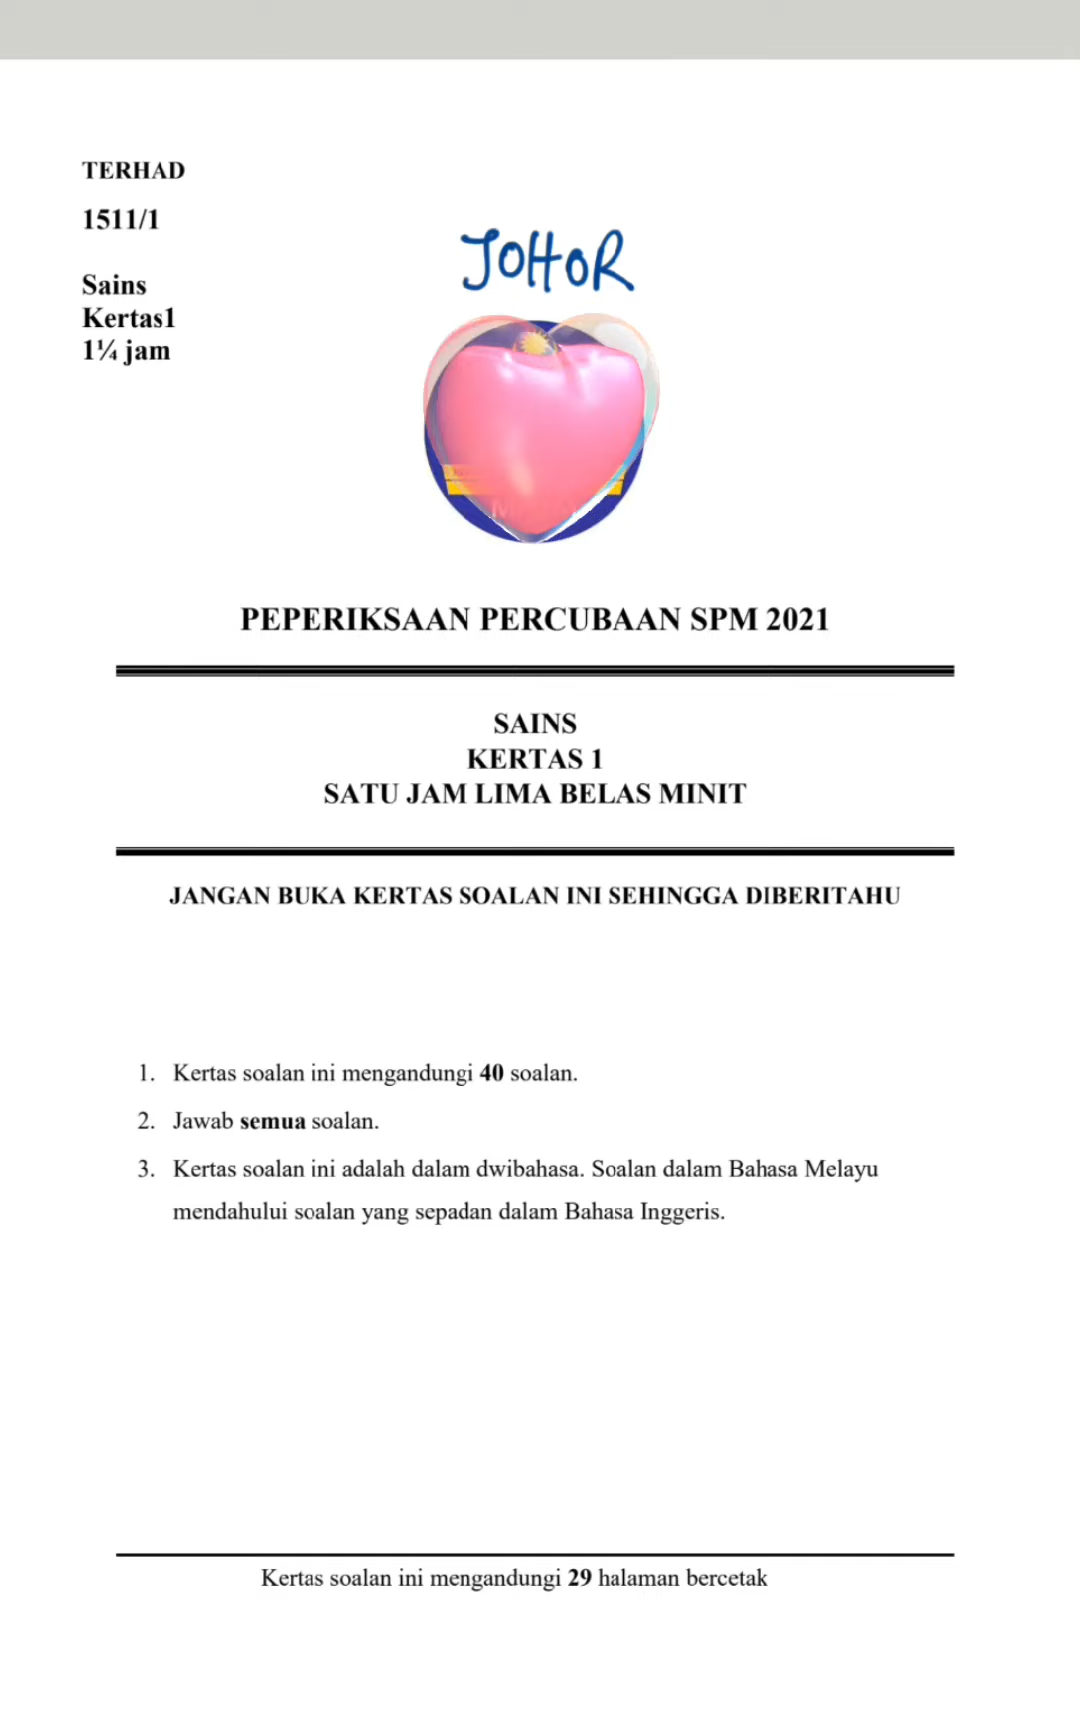 TERHAD
1511/1
Sains
Kertas1
1¼ jam
JOHOR
PEPERIKSAAN PERCUBAAN SPM 2021
SAINS
KERTAS 1
SATU JAM LIMA BELAS MINIT
JANGAN BUKA KERTAS SOALAN INI SEHINGGA DIBERITAHU
1. Kertas soalan ini mengandungi 40 soalan.
2. Jawab semua soalan.
3. Kertas soalan ini adalah dalam dwibahasa. Soalan dalam Bahasa Melayu
mendahului soalan yang sepadan dalam Bahasa Inggeris.
Kertas soalan ini mengandungi 29 halaman bercetak